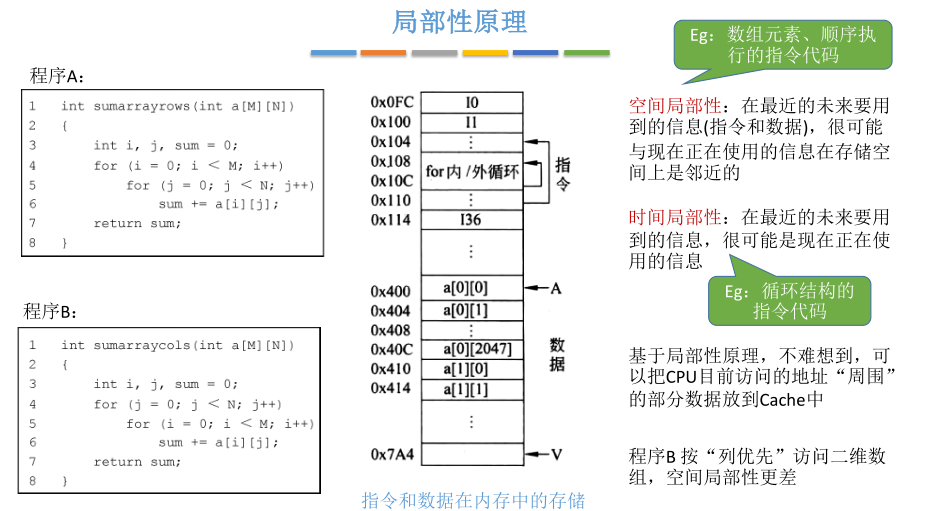 局部性原理
Eg：数组元素、顺序执
行的指令代码
程序A：
1 int sumarrayrows(int a[M][N])
2 {
3 int i, j, sum = 0;
4 for (i = 0; i < M; i++)
5 for (j = 0; j < N; j++)
6 sum += a[i][j];
7 return sum;
8 }
程序B：
1 int sumarraycols(int a[M][N])
2 {
3 int i, j, sum = 0;
4 for (j = 0; j < N; j++)
5 for (i = 0; i < M; i++)
6 sum += a[i][j];
7 return sum;
8 }
0x0FC I0
0x100 I1
0x104 ⋮
0x108
for内/外循环
0x10C
0x110 ⋮
0x114 I36
⋮
指令
0x400 a[0][0] A
0x404 a[0][1]
0x408 ⋮
0x40C a[0][2047]
0x410 a[1][0]
0x414 a[1][1]
⋮
数据
0x7A4 V
指令和数据在内存中的存储
空间局部性：在最近的未来要用
到的信息(指令和数据)，很可能
与现在正在使用的信息在存储空
间上是邻近的
时间局部性：在最近的未来要用
到的信息，很可能是现在正在使
用的信息
Eg：循环结构的
指令代码
基于局部性原理，不难想到，可
以把CPU目前访问的地址“周围”
的部分数据放到Cache中
程序B 按“列优先”访问二维数
组，空间局部性更差